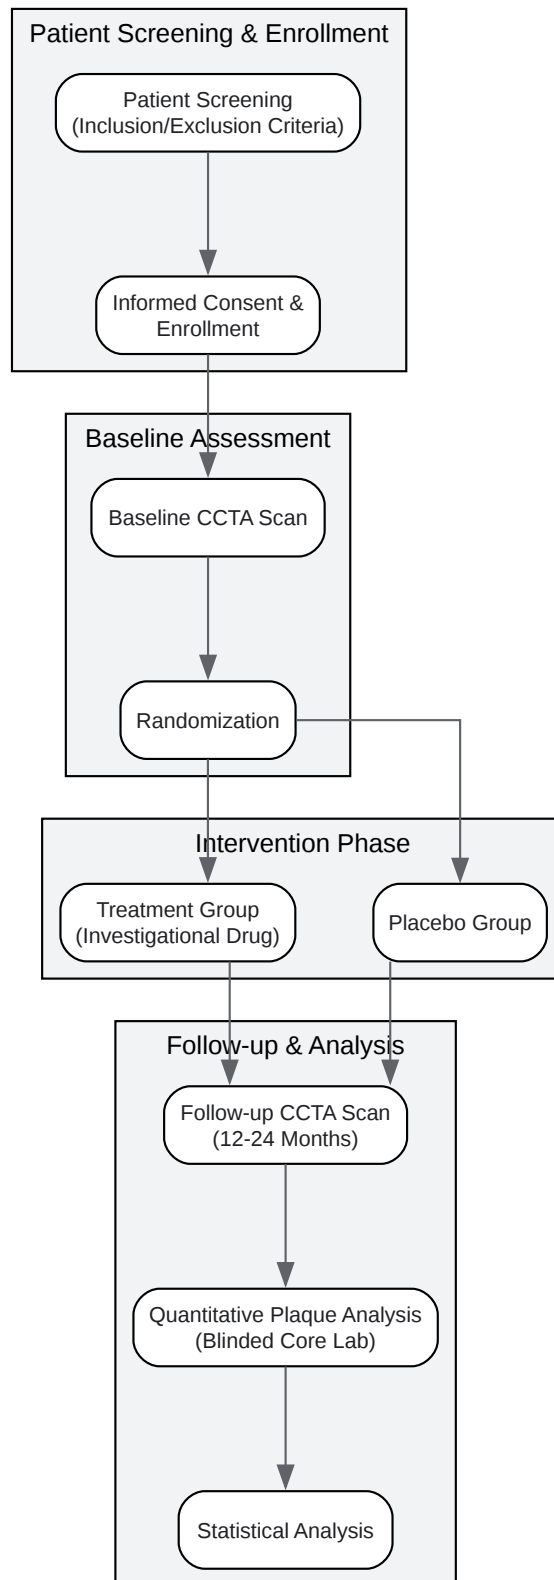 Patient Screening & Enrollment
Patient Screening
(Inclusion/Exclusion Criteria)
Informed Consent &
Enrollment
Baseline Assessment
Baseline CCTA Scan
Randomization
Intervention Phase
Treatment Group
(Investigational Drug)
Placebo Group
Follow-up & Analysis
Follow-up CCTA Scan
(12-24 Months)
Quantitative Plaque Analysis
(Blinded Core Lab)
Statistical Analysis